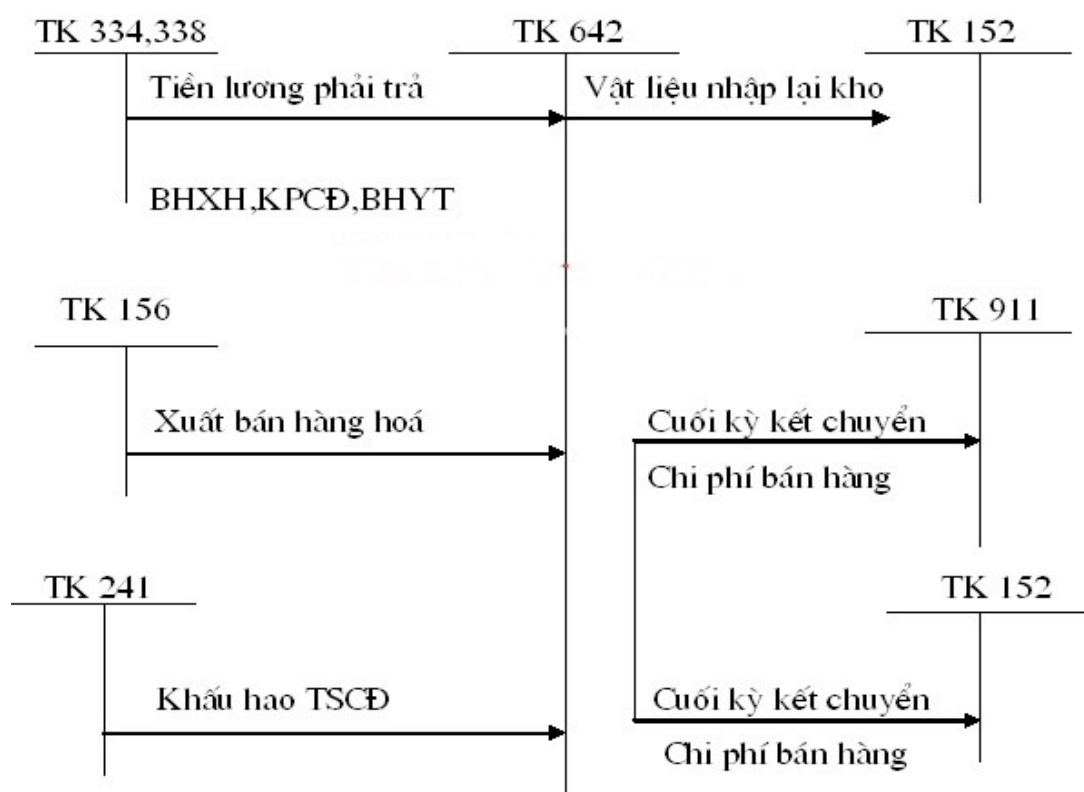 TK 334,338
TK 642
TK 152
Tiền lương phải trả
Vật liệu nhập lại kho
BHXH,KPCĐ,BHYT
TK 156
TK 911
Xuất bán hàng hoá
Cuối kỳ kết chuyển
Chi phí bán hàng
TK 241
TK 152
Khấu hao TSCĐ
Cuối kỳ kết chuyển
Chi phí bán hàng